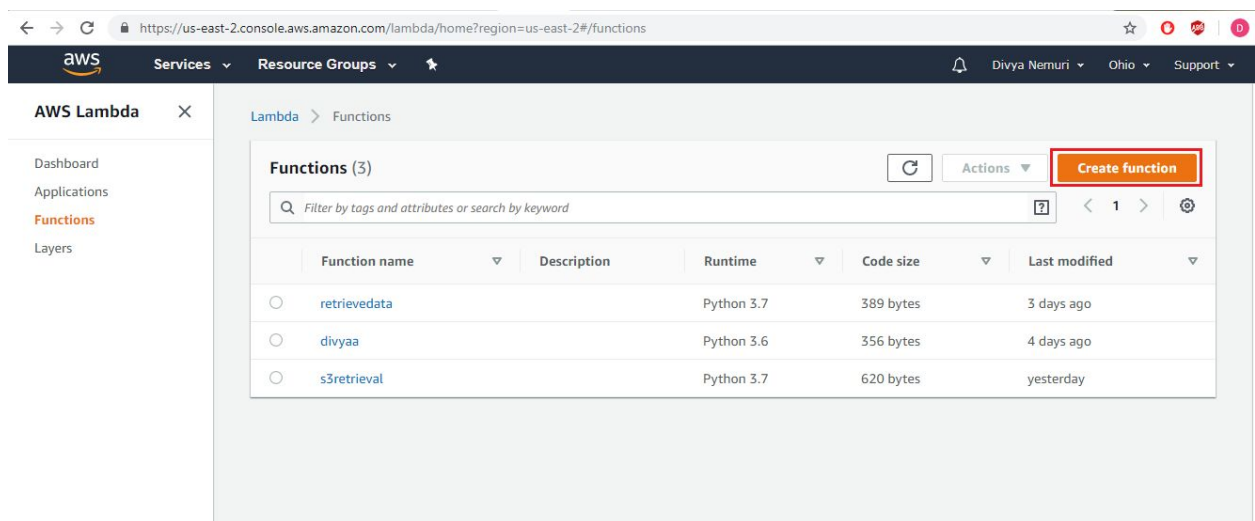 https://us-east-2.console.aws.amazon.com/lambda/home?region=us-east-2#/functions
ABP
D
aws Services Resource Groups Divya Nemuri Ohio Support
AWS Lambda
Dashboard
Applications
Functions
Layers
Lambda > Functions
Functions (3) Actions Create function
Filter by tags and attributes or search by keyword ? < 1 >
Function name Description Runtime Code size Last modified
retrievedata Python 3.7 389 bytes 3 days ago
divyaa Python 3.6 356 bytes 4 days ago
s3retrieval Python 3.7 620 bytes yesterday